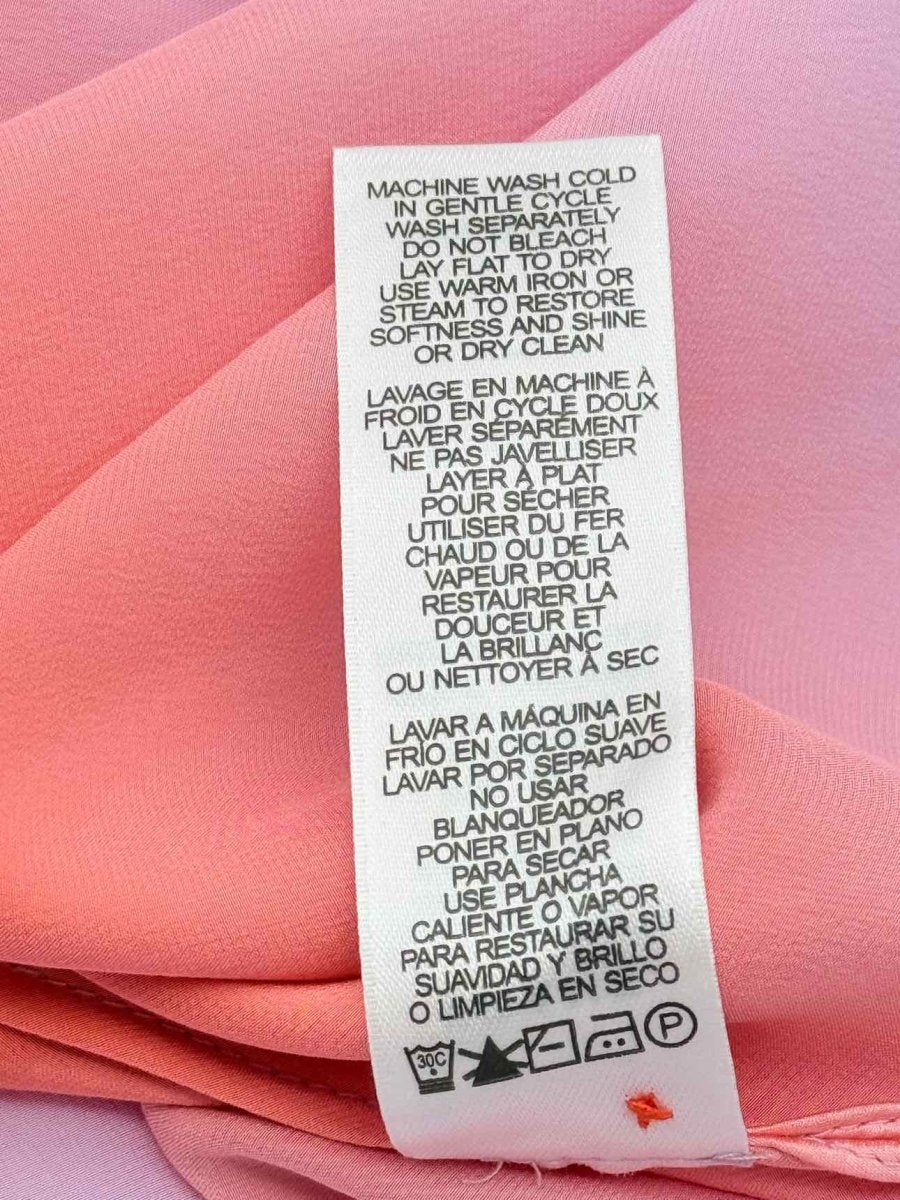 MACHINE WASH COLD
IN GENTLE CYCLE
WASH SEPARATELY
DO NOT BLEACH
LAY FLAT TO DRY
USE WARM IRON OR
STEAM TO RESTORE
SOFTNESS AND SHINE
OR DRY CLEAN
LAVAGE EN MACHINE À
FROID EN CYCLE DOUX
LAVER SÉPARÉMENT
NE PAS JAVELLISER
LAYER À PLAT
POUR SÉCHER
UTILISER DU FER
CHAUD OU DE LA
VAPEUR POUR
RESTAURER LA
DOUCEUR ET
LA BRILLANC
OU NETTOYER À SEC
LAVAR A MÁQUINA EN
FRÍO EN CICLO SUAVE
LAVAR POR SEPARADO
NO USAR
BLANQUEADOR
PONER EN PLANO
PARA SECAR
USE PLANCHA
CALIENTE O VAPOR
PARA RESTAURAR SU
SUAVIDAD Y BRILLO
O LIMPIEZA EN SECO
30C P